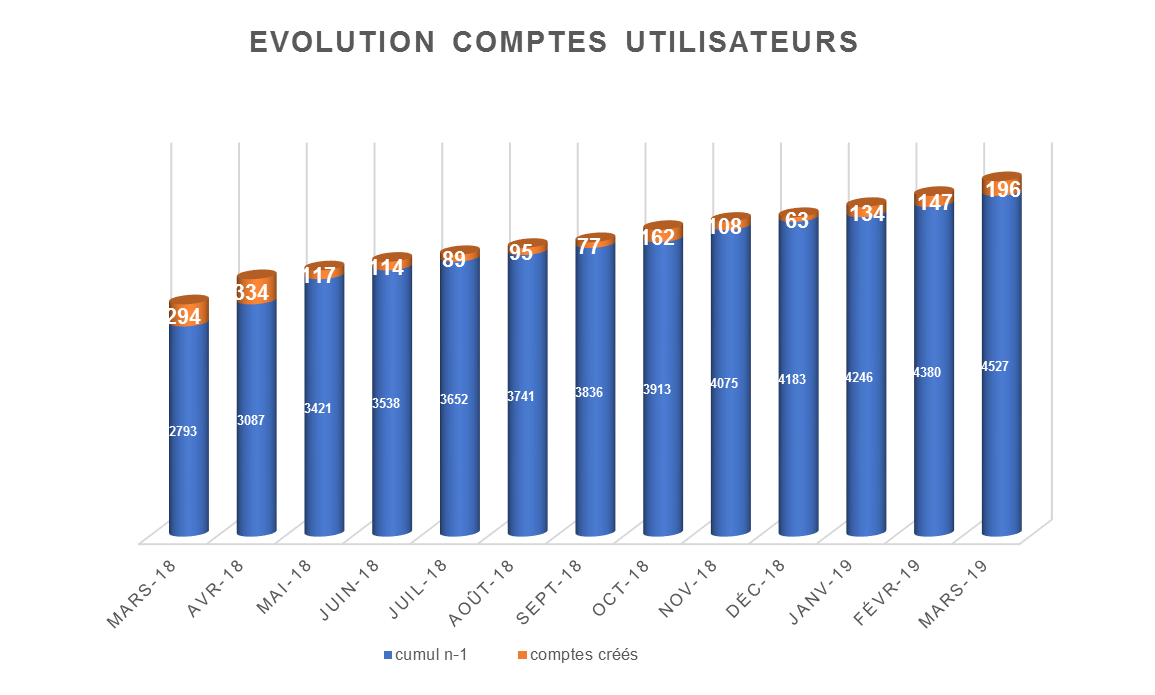 EVOLUTION COMPTES UTILISATEURS
294 334 117 114 89 95 77 162 108 63 134 147 196
2793 3087 3421 3538 3652 3741 3836 3913 4075 4183 4246 4380 4527
MARS-18 AVR-18 MAI-18 JUIN-18 JUIL-18 AOÛT-18 SEPT-18 OCT-18 NOV-18 DÉC-18 JANV-19 FÉVR-19 MARS-19
cumul n-1 comptes créés